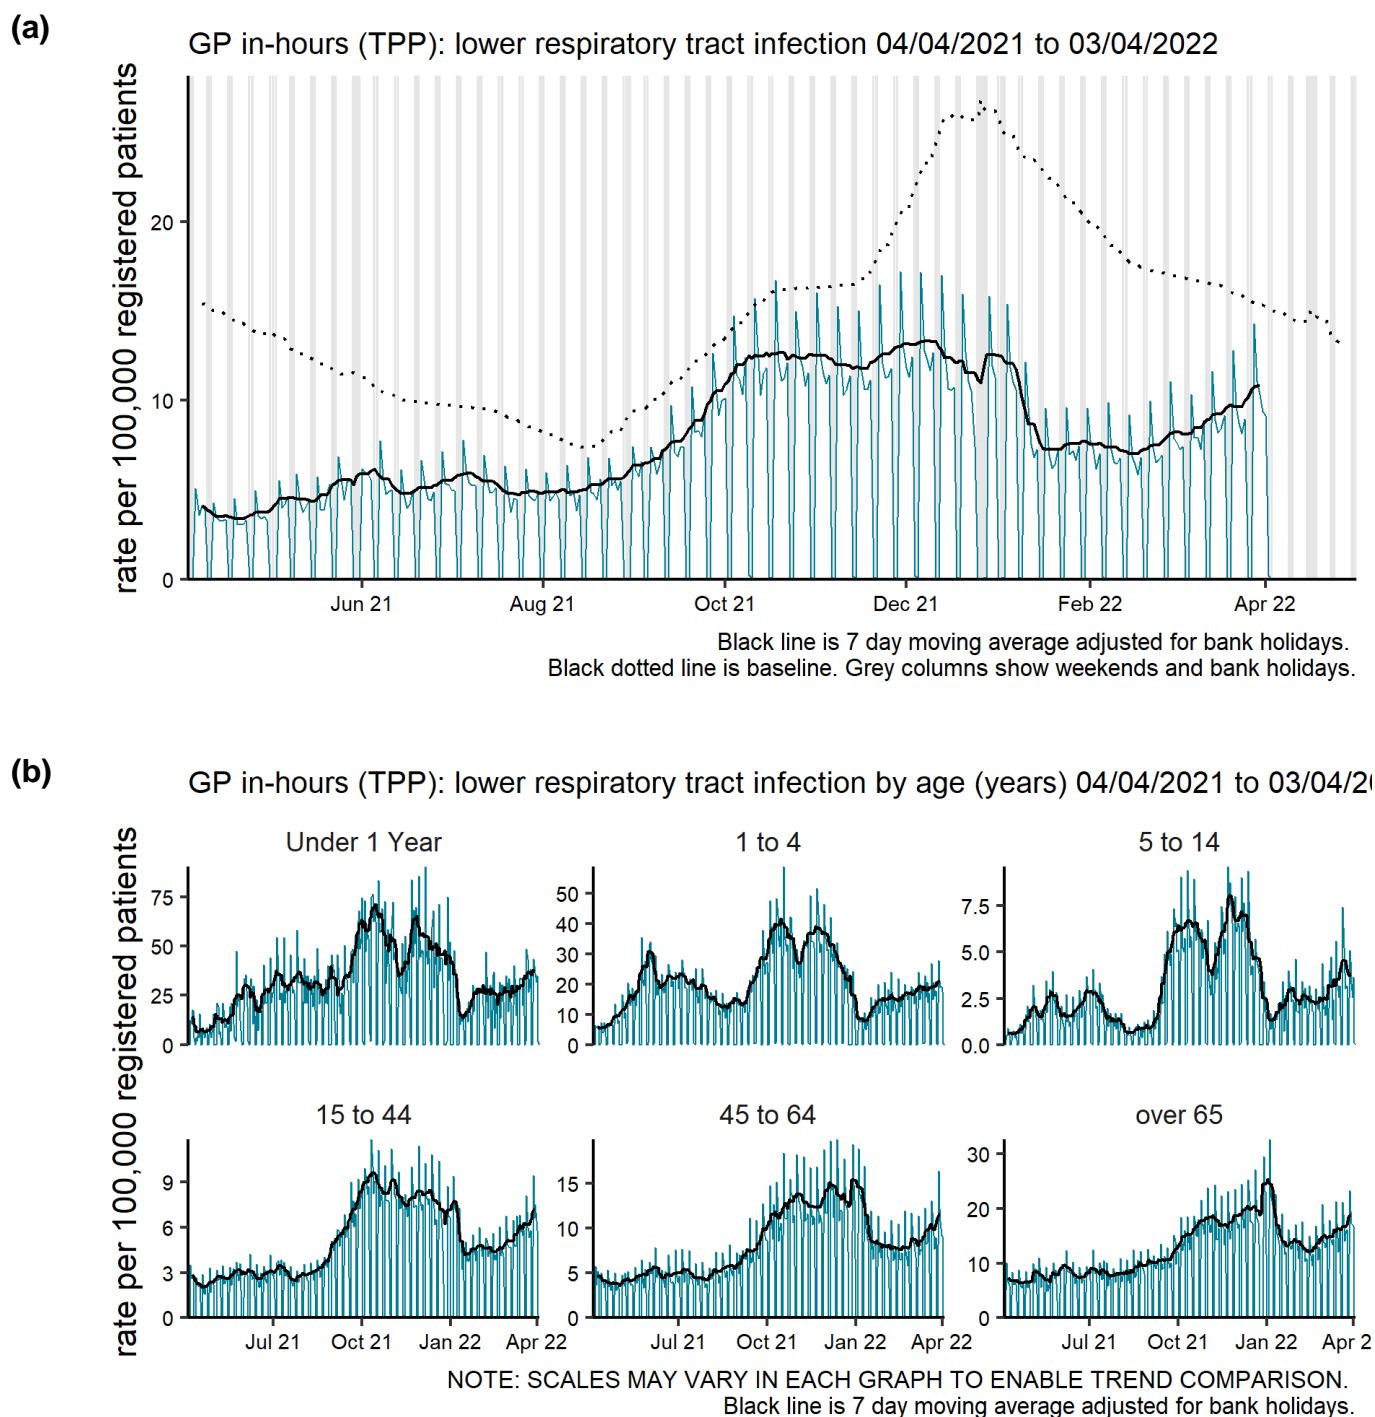 (a)
GP in-hours (TPP): lower respiratory tract infection 04/04/2021 to 03/04/2022
rate per 100,000 registered patients
20
10
0
Jun 21 Aug 21 Oct 21 Dec 21 Feb 22 Apr 22
Black line is 7 day moving average adjusted for bank holidays.
Black dotted line is baseline. Grey columns show weekends and bank holidays.
(b)
GP in-hours (TPP): lower respiratory tract infection by age (years) 04/04/2021 to 03/04/20
rate per 100,000 registered patients
Under 1 Year
75
50
25
0
1 to 4
50
40
30
20
10
0
5 to 14
7.5
5.0
2.5
0.0
15 to 44
9
6
3
0
Jul 21 Oct 21 Jan 22 Apr 22
45 to 64
15
10
5
0
Jul 21 Oct 21 Jan 22 Apr 22
over 65
30
20
10
0
Jul 21 Oct 21 Jan 22 Apr 2
NOTE: SCALES MAY VARY IN EACH GRAPH TO ENABLE TREND COMPARISON.
Black line is 7 day moving average adjusted for bank holidays.